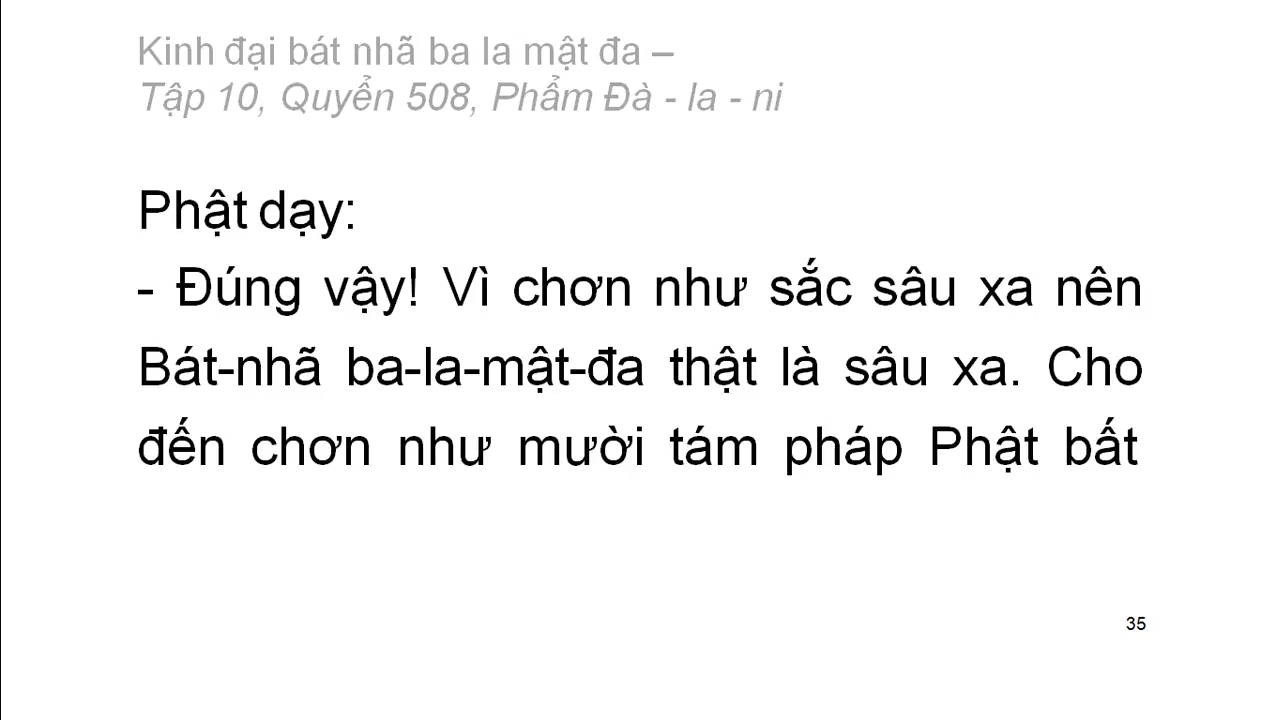 Kinh đại bát nhã ba la mật đa –
Tập 10, Quyển 508, Phẩm Đà - la - ni
Phật dạy:
- Đúng vậy! Vì chơn như sắc sâu xa nên
Bát-nhã ba-la-mật-đa thật là sâu xa. Cho
đến chơn như mười tám pháp Phật bất
35